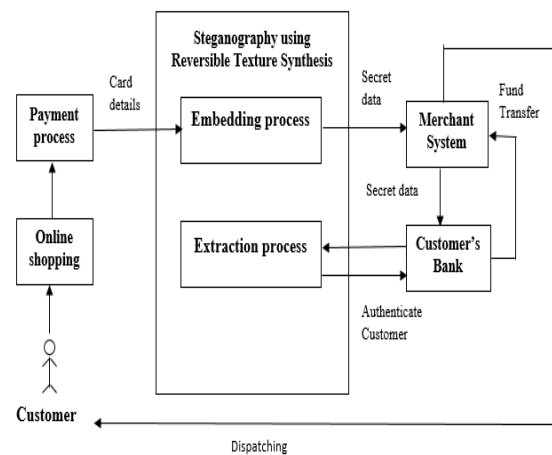 Steganography using
Reversible Texture Synthesis
Card
details
Secret
data
Fund
Transfer
Payment
process
Embedding process
Merchant
System
Secret data
Online
shopping
Extraction process
Customer's
Bank
Authenticate
Customer
Customer
Dispatching